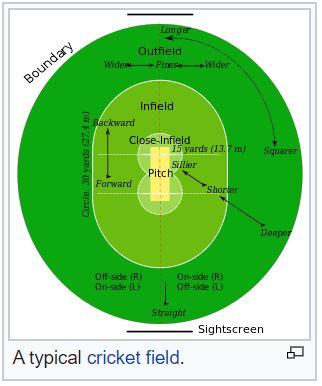 Longer
Boundary
Outfield
Wider Finer Wider
Infield
Backward
Close-Infield
15 yards (13.7 m)
Squarer
Circle: 30 yards (27.4 m)
Sillier
Pitch
Forward
Shorter
Deeper
Off-side (R)
On-side (L)
On-side (R)
Off-side (L)
Straight
Sightscreen
A typical cricket field.